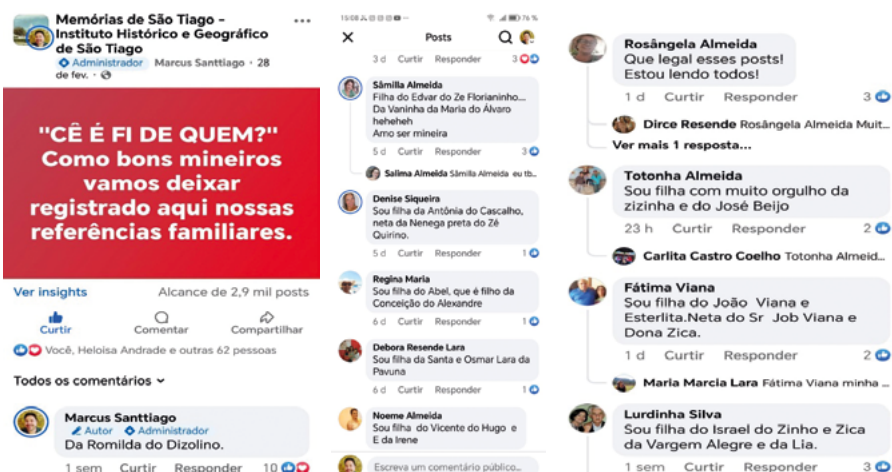 Memórias de São Tiago -
Instituto Histórico e Geográfico
de São Tiago
Administrador Marcus Santtiago · 28
de fev. ·
"CÊ É FI DE QUEM?"
Como bons mineiros
vamos deixar
registrado aqui nossas
referências familiares.
Ver insights Alcance de 2,9 mil posts
Curtir Comentar Compartilhar
Você, Heloisa Andrade e outras 62 pessoas
Todos os comentários
Marcus Santtiago
Autor Administrador
Da Romilda do Dizolino.
1 sem Curtir Responder 10
15:08 76 %
Posts
3 d Curtir Responder 3
Sâmilla Almeida
Filha do Edvar do Ze Florianinho...
Da Vaninha da Maria do Álvaro
heheheh
Amo ser mineira
5 d Curtir Responder 3
Salima Almeida Sâmilla Almeida eu tb...
Denise Siqueira
Sou filha da Antônia do Cascalho,
neta da Nenega preta do Zé
Quirino.
5 d Curtir Responder 1
Regina Maria
Sou filha do Abel, que é filho da
Conceição do Alexandre
6 d Curtir Responder 1
Debora Resende Lara
Sou filha da Santa e Osmar Lara da
Pavuna
6 d Curtir Responder 1
Noeme Almeida
Sou filha do Vicente do Hugo e
E da Irene
Escreva um comentário público...
Rosângela Almeida
Que legal esses posts!
Estou lendo todos!
1 d Curtir Responder 3
Dirce Resende Rosângela Almeida Muit...
Ver mais 1 resposta...
Totonha Almeida
Sou filha com muito orgulho da
zizinha e do José Beijo
23 h Curtir Responder 2
Carlita Castro Coelho Totonha Almeid...
Fátima Viana
Sou filha do João Viana e
Esterlita.Neta do Sr Job Viana e
Dona Zica.
1 d Curtir Responder 2
Maria Marcia Lara Fátima Viana minha ...
Lurdinha Silva
Sou filha do Israel do Zinho e Zica
da Vargem Alegre e da Lia.
1 sem Curtir Responder 3